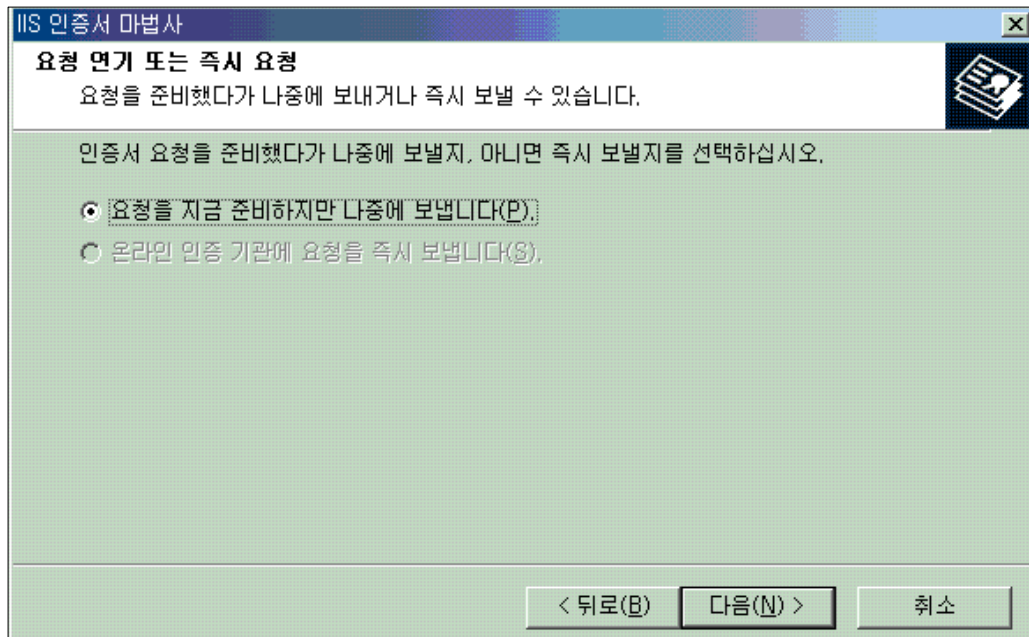 IIS 인증서 마법사
요청 연기 또는 즉시 요청
요청을 준비했다가 나중에 보내거나 즉시 보낼 수 있습니다.
인증서 요청을 준비했다가 나중에 보낼지, 아니면 즉시 보낼지를 선택하십시오.
요청을 지금 준비하지만 나중에 보냅니다(P).
온라인 인증 기관에 요청을 즉시 보냅니다(S).
< 뒤로(B) 다음(N) > 취소